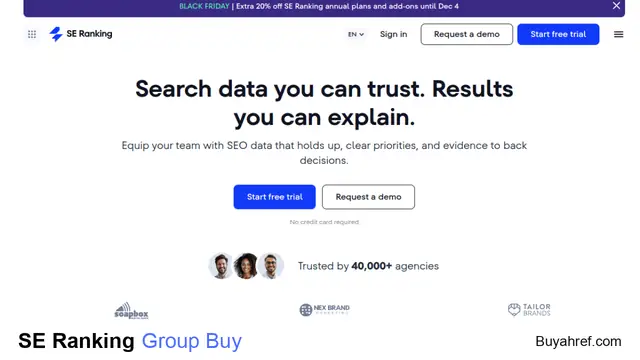 BLACK FRIDAY | Extra 20% off SE Ranking annual plans and add-ons until Dec 4
SE Ranking
EN
Sign in
Request a demo
Start free trial
Search data you can trust. Results
you can explain.
Equip your team with SEO data that holds up, clear priorities, and evidence to back
decisions.
Start free trial
Request a demo
No credit card required
Trusted by 40,000+ agencies
soapbox
NEX BRAND
MARKETING
TAILOR
BRANDS
SE Ranking Group Buy
Buyahref.com